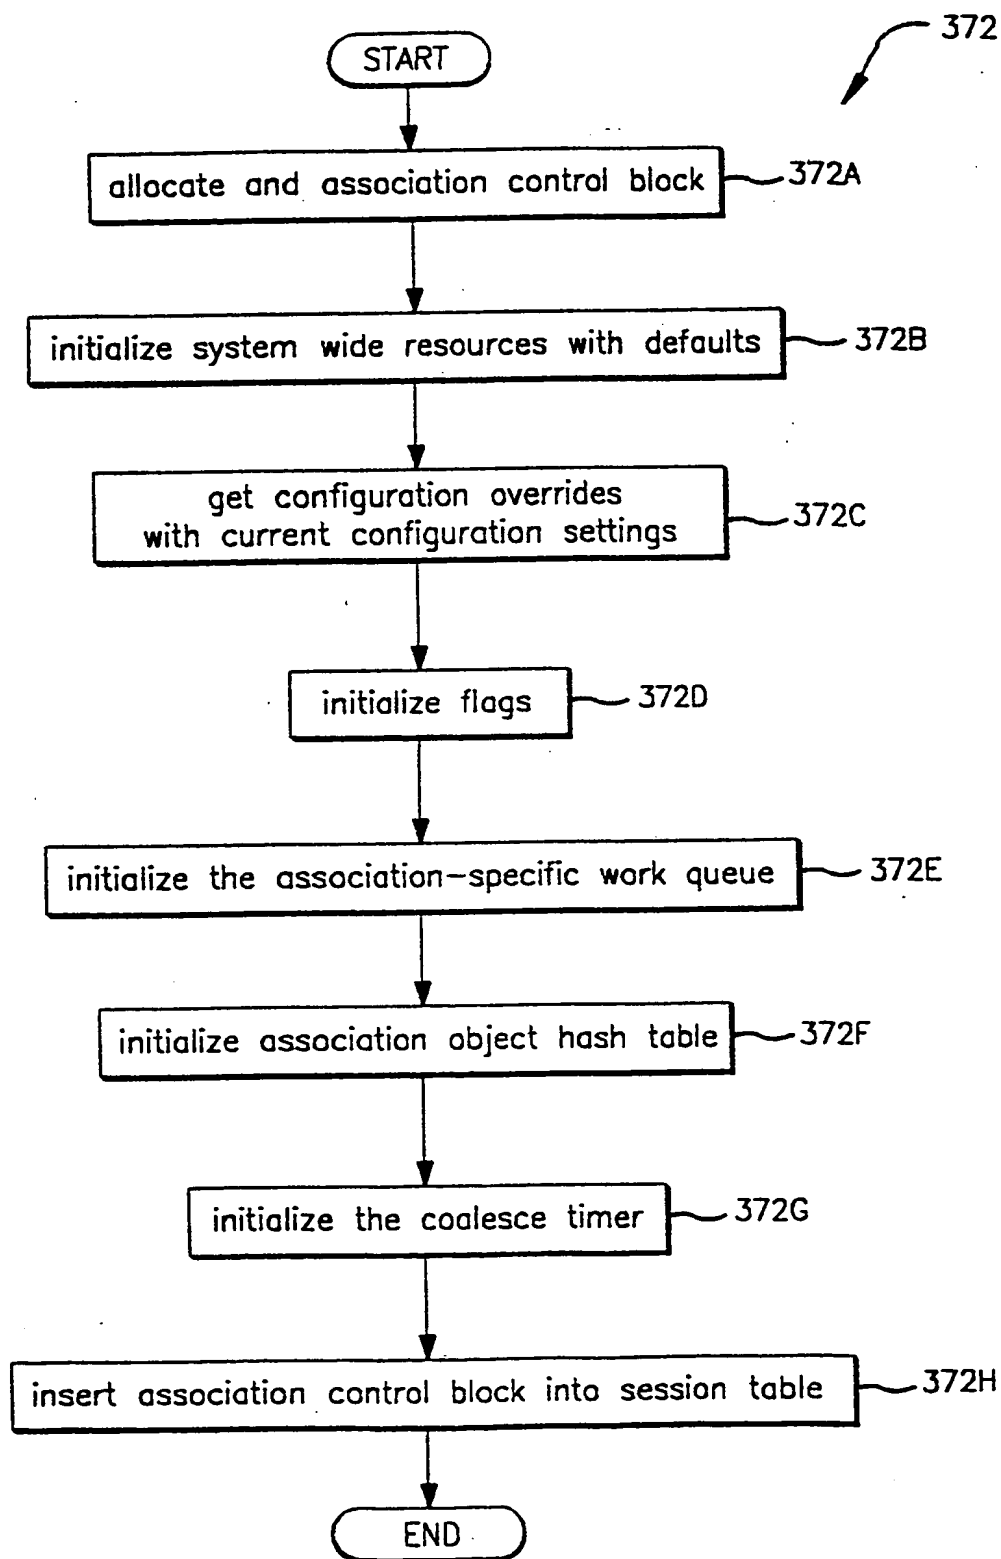 372
START
allocate and association control block
372A
initialize system wide resources with defaults
372B
get configuration overrides
with current configuration settings
372C
initialize flags
372D
initialize the association-specific work queue
372E
initialize association object hash table
372F
initialize the coalesce timer
372G
insert association control block into session table
372H
END